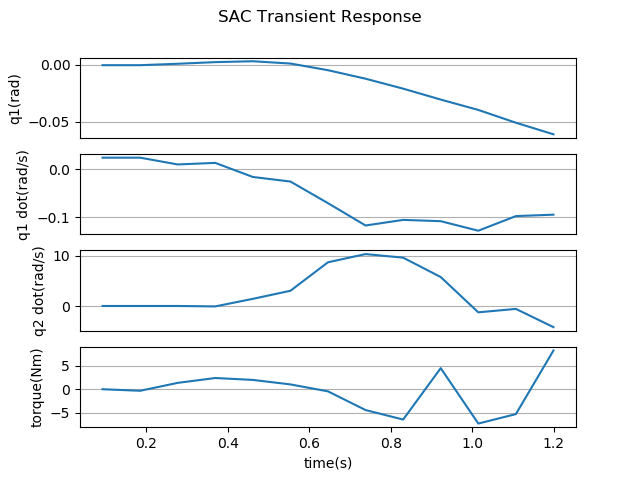 SAC Transient Response
q1(rad)
0.00
−0.05
q1 dot(rad/s)
0.0
−0.1
q2 dot(rad/s)
10
0
torque(Nm)
5
0
−5
0.2 0.4 0.6 0.8 1.0 1.2
time(s)